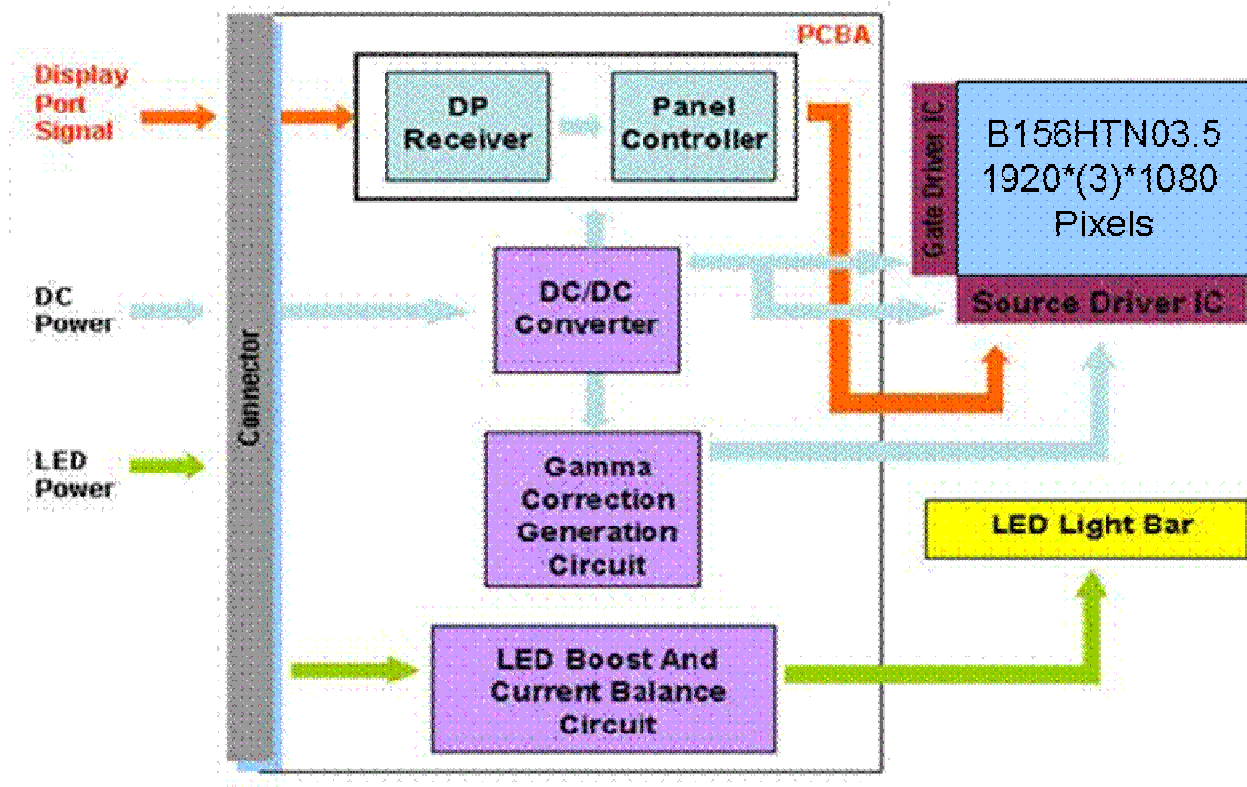 PCBA
Display
Port
Signal
DP
Receiver
Panel
Controller
Gate Driver IC
B156HTN03.5
1920*(3)*1080
Pixels
Source Driver IC
DC
Power
DC/DC
Converter
Connector
LED
Power
Gamma
Correction
Generation
Circuit
LED Light Bar
LED Boost And
Current Balance
Circuit